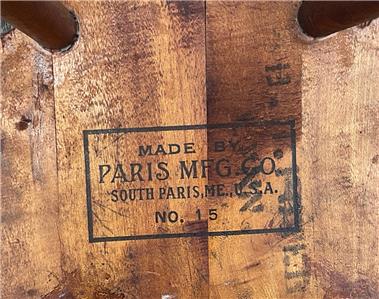 MADE BY
PARIS MFG. CO.
SOUTH PARIS, ME., U.S.A.
NO. 15